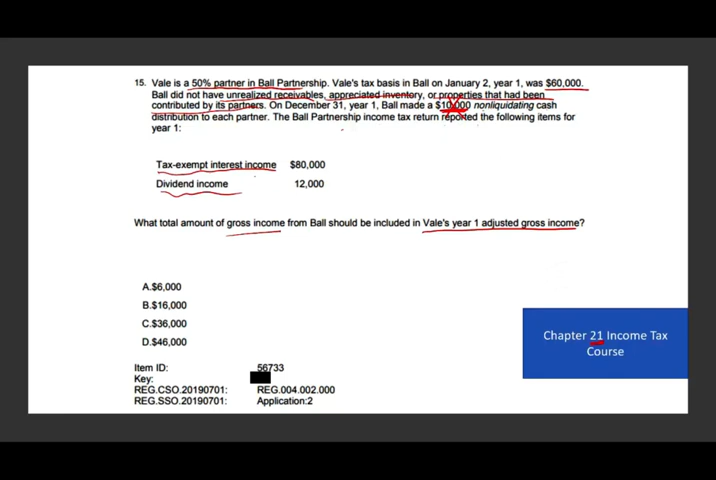 15. Vale is a 50% partner in Ball Partnership. Vale's tax basis in Ball on January 2, year 1, was $60,000.
Ball did not have unrealized receivables, appreciated inventory, or properties that had been
contributed by its partners. On December 31, year 1, Ball made a $10,000 nonliquidating cash
distribution to each partner. The Ball Partnership income tax return reported the following items for
year 1:
Tax-exempt interest income $80,000
Dividend income 12,000
What total amount of gross income from Ball should be included in Vale's year 1 adjusted gross income?
A.$6,000
B.$16,000
C.$36,000
D.$46,000
Chapter 21 Income Tax
Course
Item ID: 56733
Key:
REG.CSO.20190701: REG.004.002.000
REG.SSO.20190701: Application:2